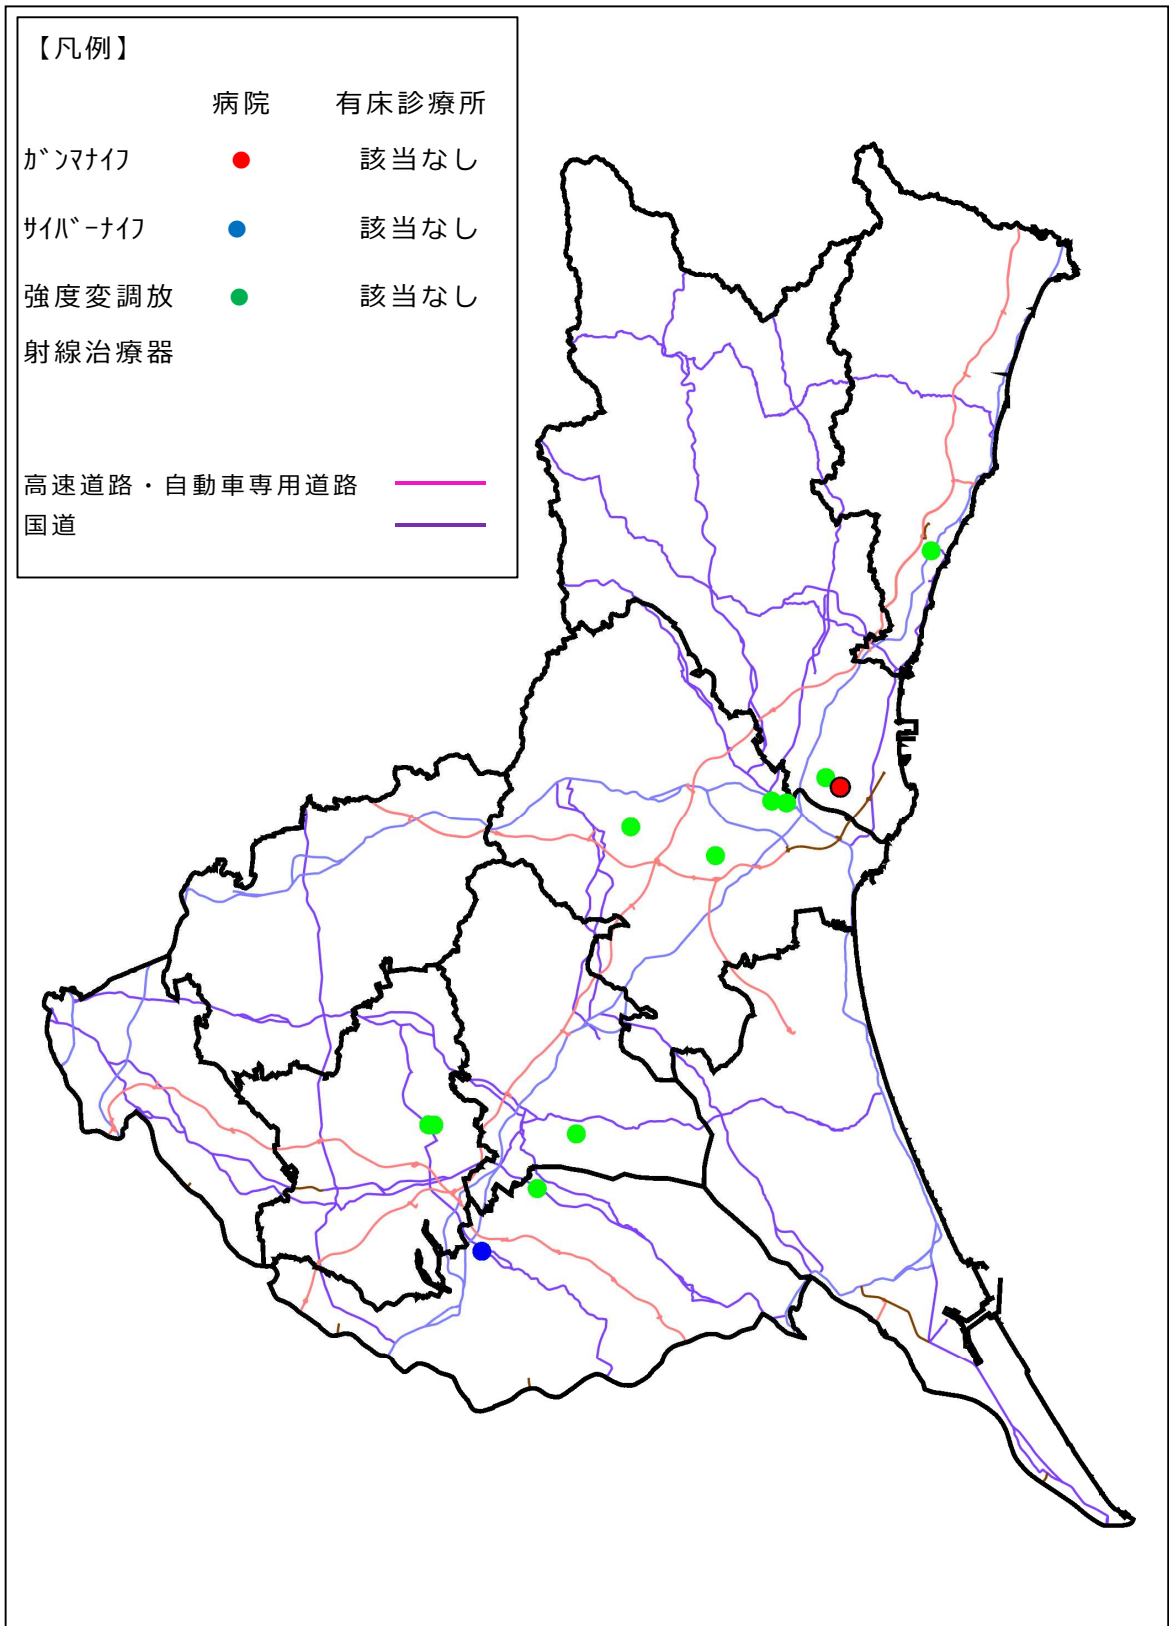 【凡例】
病院 有床診療所
ｶﾞﾝﾏﾅｲﾌ 該当なし
ｻｲﾊﾞｰﾅｲﾌ 該当なし
強度変調放 該当なし
射線治療器
高速道路・自動車専用道路
国道